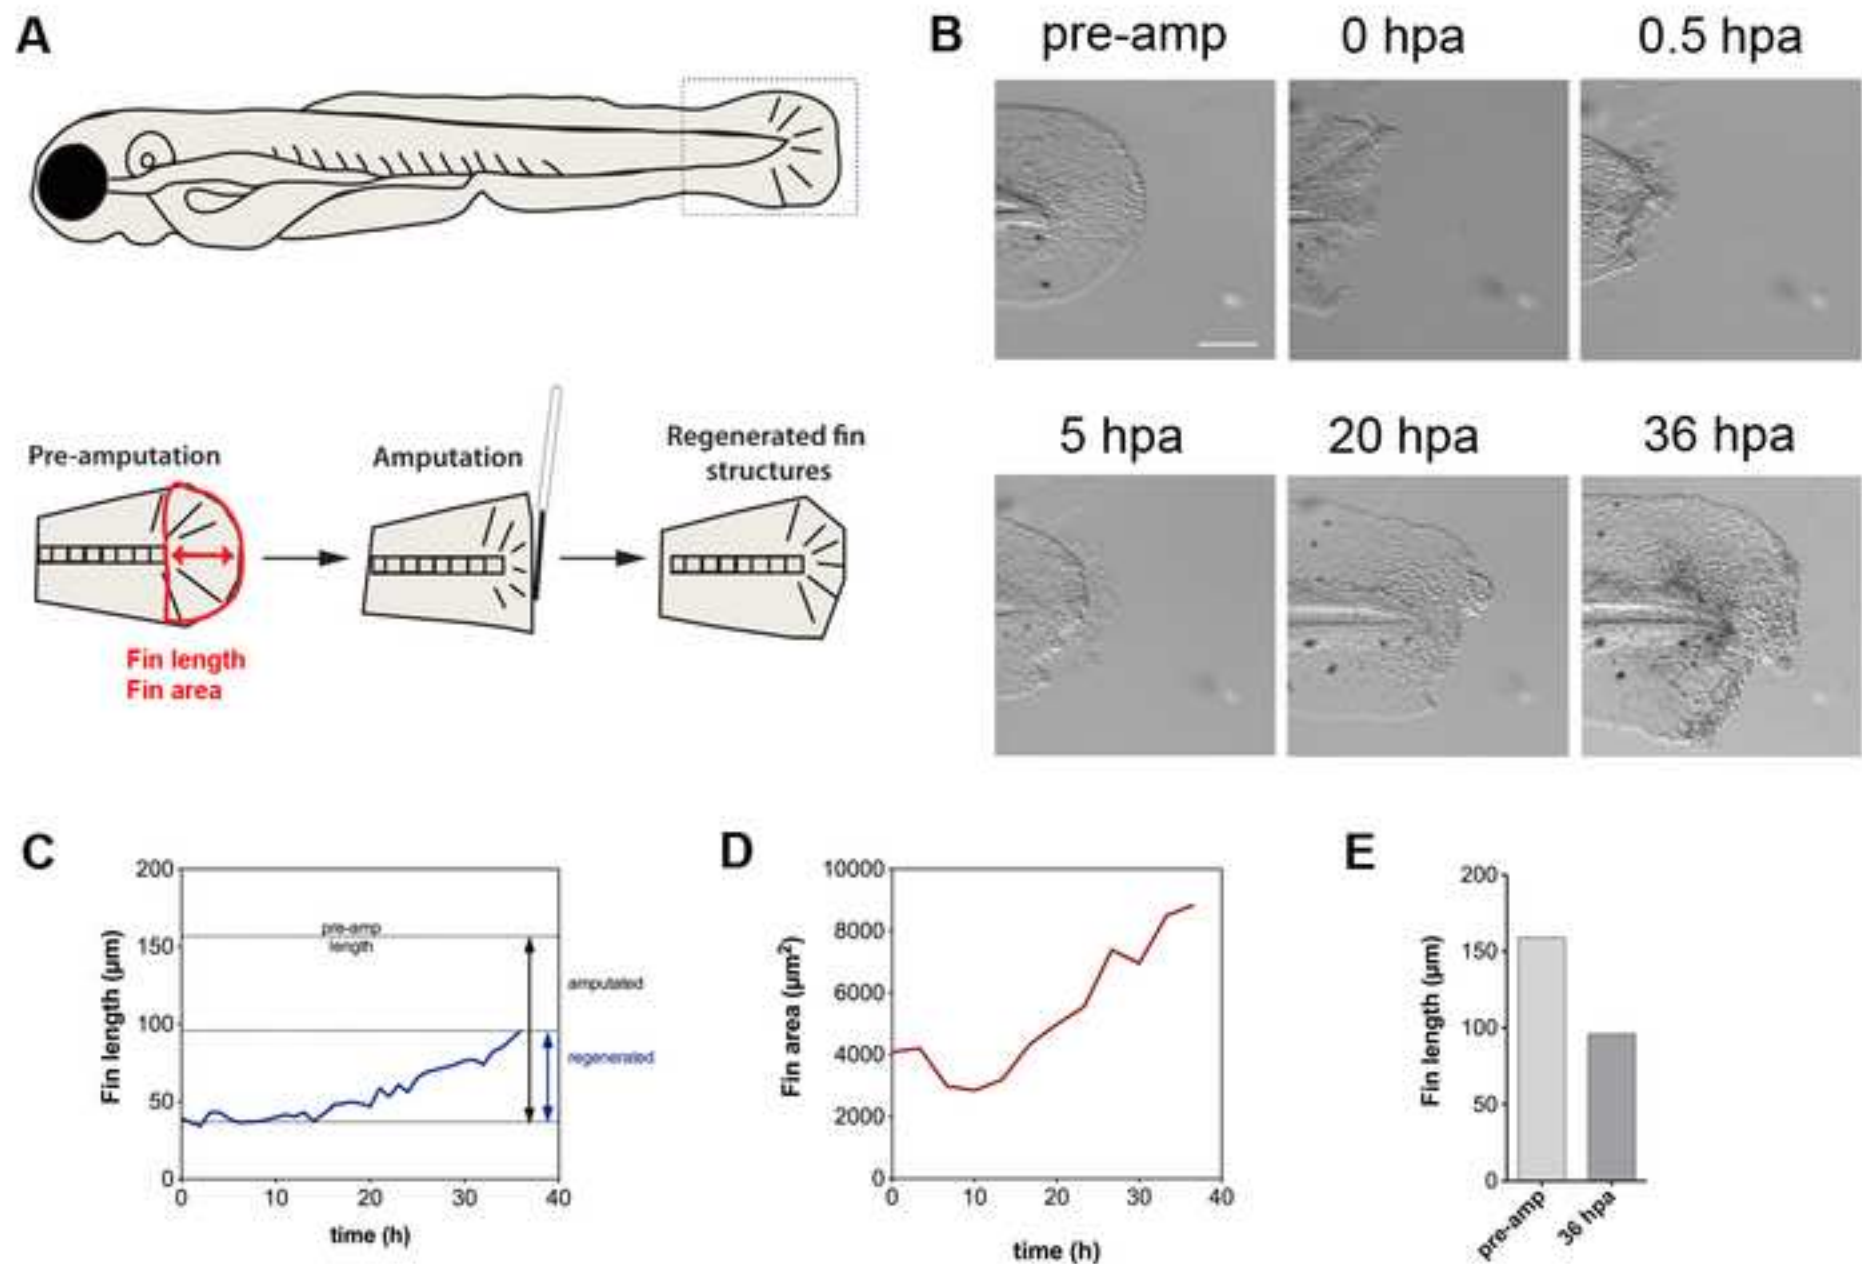 A
Pre-amputation
Amputation
Regenerated fin
structures
Fin length
Fin area
B
pre-amp
0 hpa
0.5 hpa
5 hpa
20 hpa
36 hpa
C
Fin length (µm)
200
150
100
50
0
pre-amp
length
amputated
regenerated
0 10 20 30 40
time (h)
D
Fin area (µm²)
10000
8000
6000
4000
2000
0
0 10 20 30 40
time (h)
E
Fin length (µm)
200
150
100
50
0
pre-amp
36 hpa